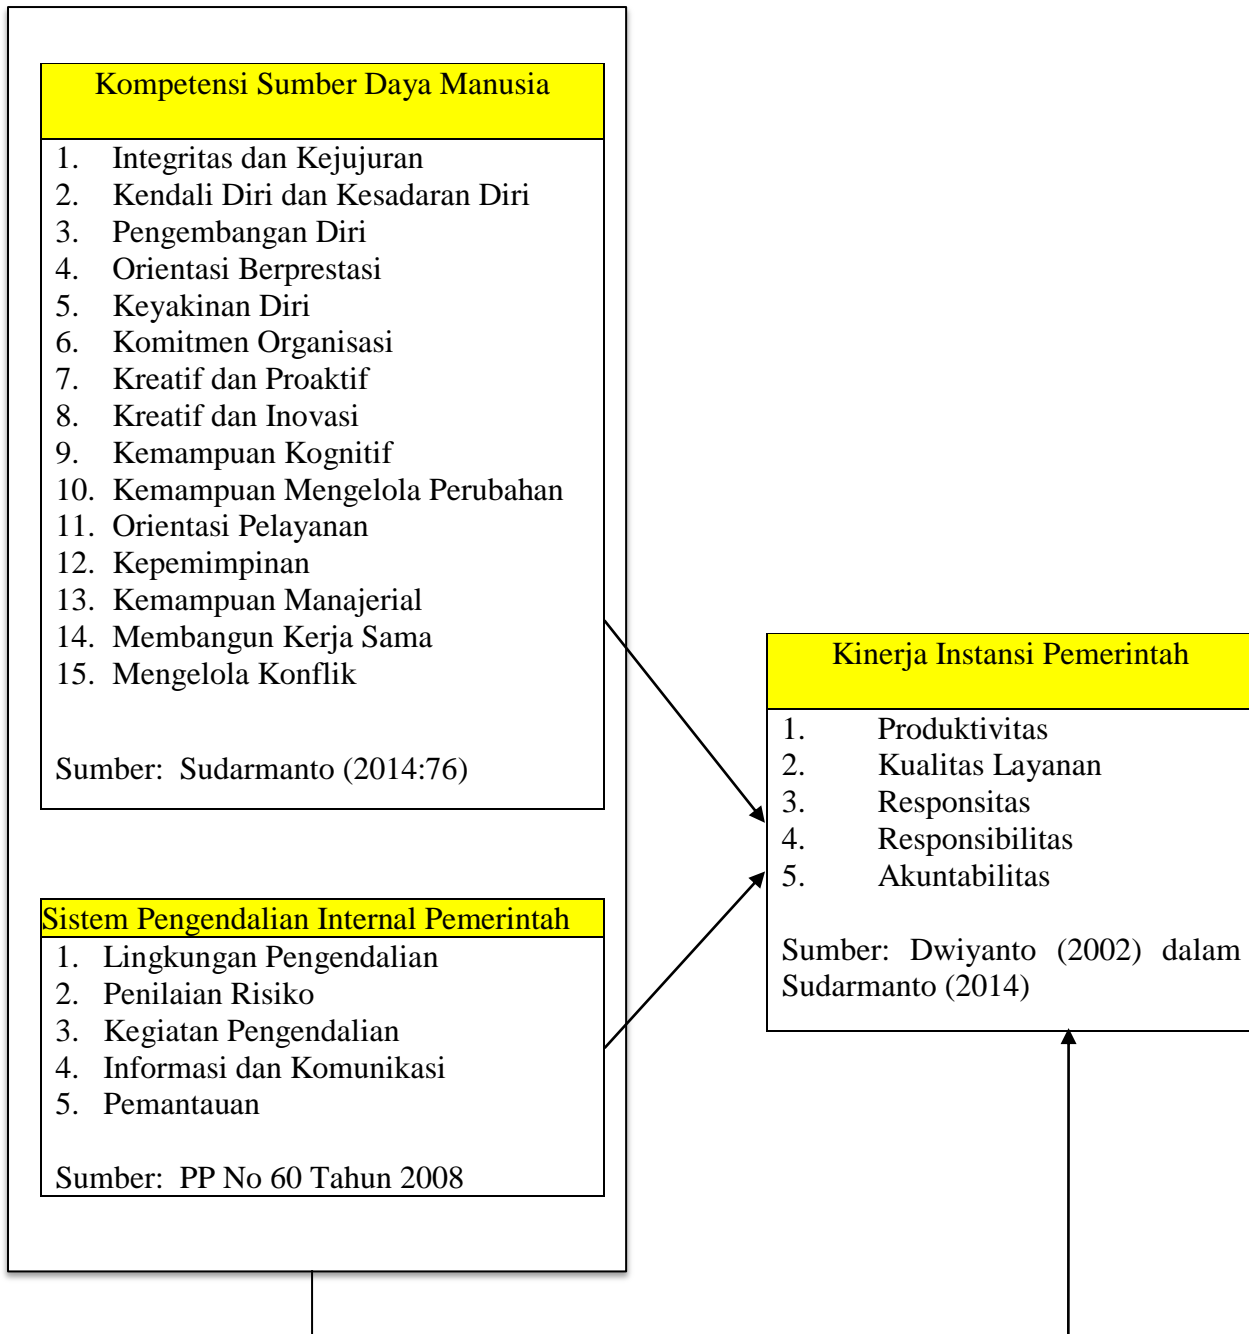 Kompetensi Sumber Daya Manusia
1. Integritas dan Kejujuran
2. Kendali Diri dan Kesadaran Diri
3. Pengembangan Diri
4. Orientasi Berprestasi
5. Keyakinan Diri
6. Komitmen Organisasi
7. Kreatif dan Proaktif
8. Kreatif dan Inovasi
9. Kemampuan Kognitif
10. Kemampuan Mengelola Perubahan
11. Orientasi Pelayanan
12. Kepemimpinan
13. Kemampuan Manajerial
14. Membangun Kerja Sama
15. Mengelola Konflik
Sumber: Sudarmanto (2014:76)
Sistem Pengendalian Internal Pemerintah
1. Lingkungan Pengendalian
2. Penilaian Risiko
3. Kegiatan Pengendalian
4. Informasi dan Komunikasi
5. Pemantauan
Sumber: PP No 60 Tahun 2008
Kinerja Instansi Pemerintah
1. Produktivitas
2. Kualitas Layanan
3. Responsitas
4. Responsibilitas
5. Akuntabilitas
Sumber: Dwiyanto (2002) dalam
Sudarmanto (2014)